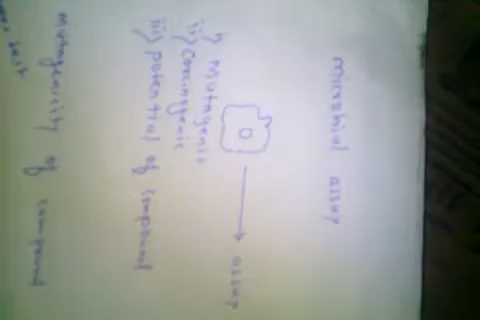 microbial assay
assay
i) Mutagenic
ii) Carcinogenic
iii) potential of compound
mutagenicity of compound